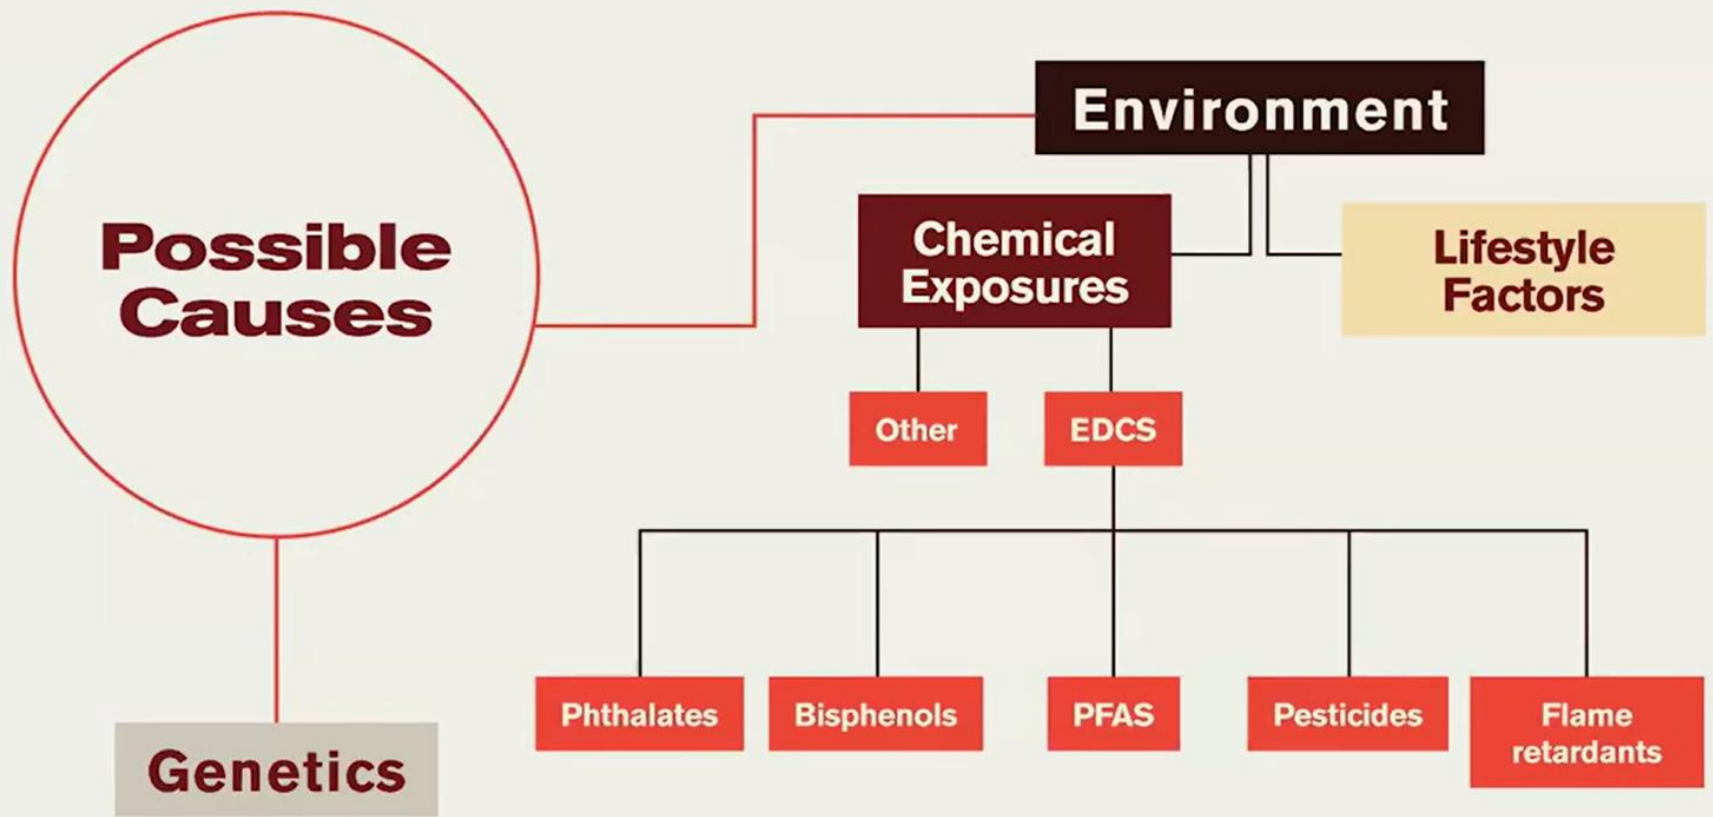 Possible
Causes
Environment
Chemical
Exposures
Lifestyle
Factors
Other
EDCS
Phthalates
Bisphenols
PFAS
Pesticides
Flame
retardants
Genetics